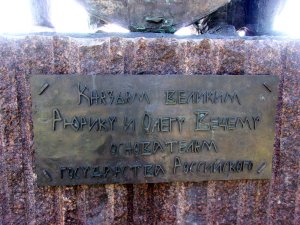 Князьям великим
Рюрику и Олегу Вещему
основателям
государства Российского